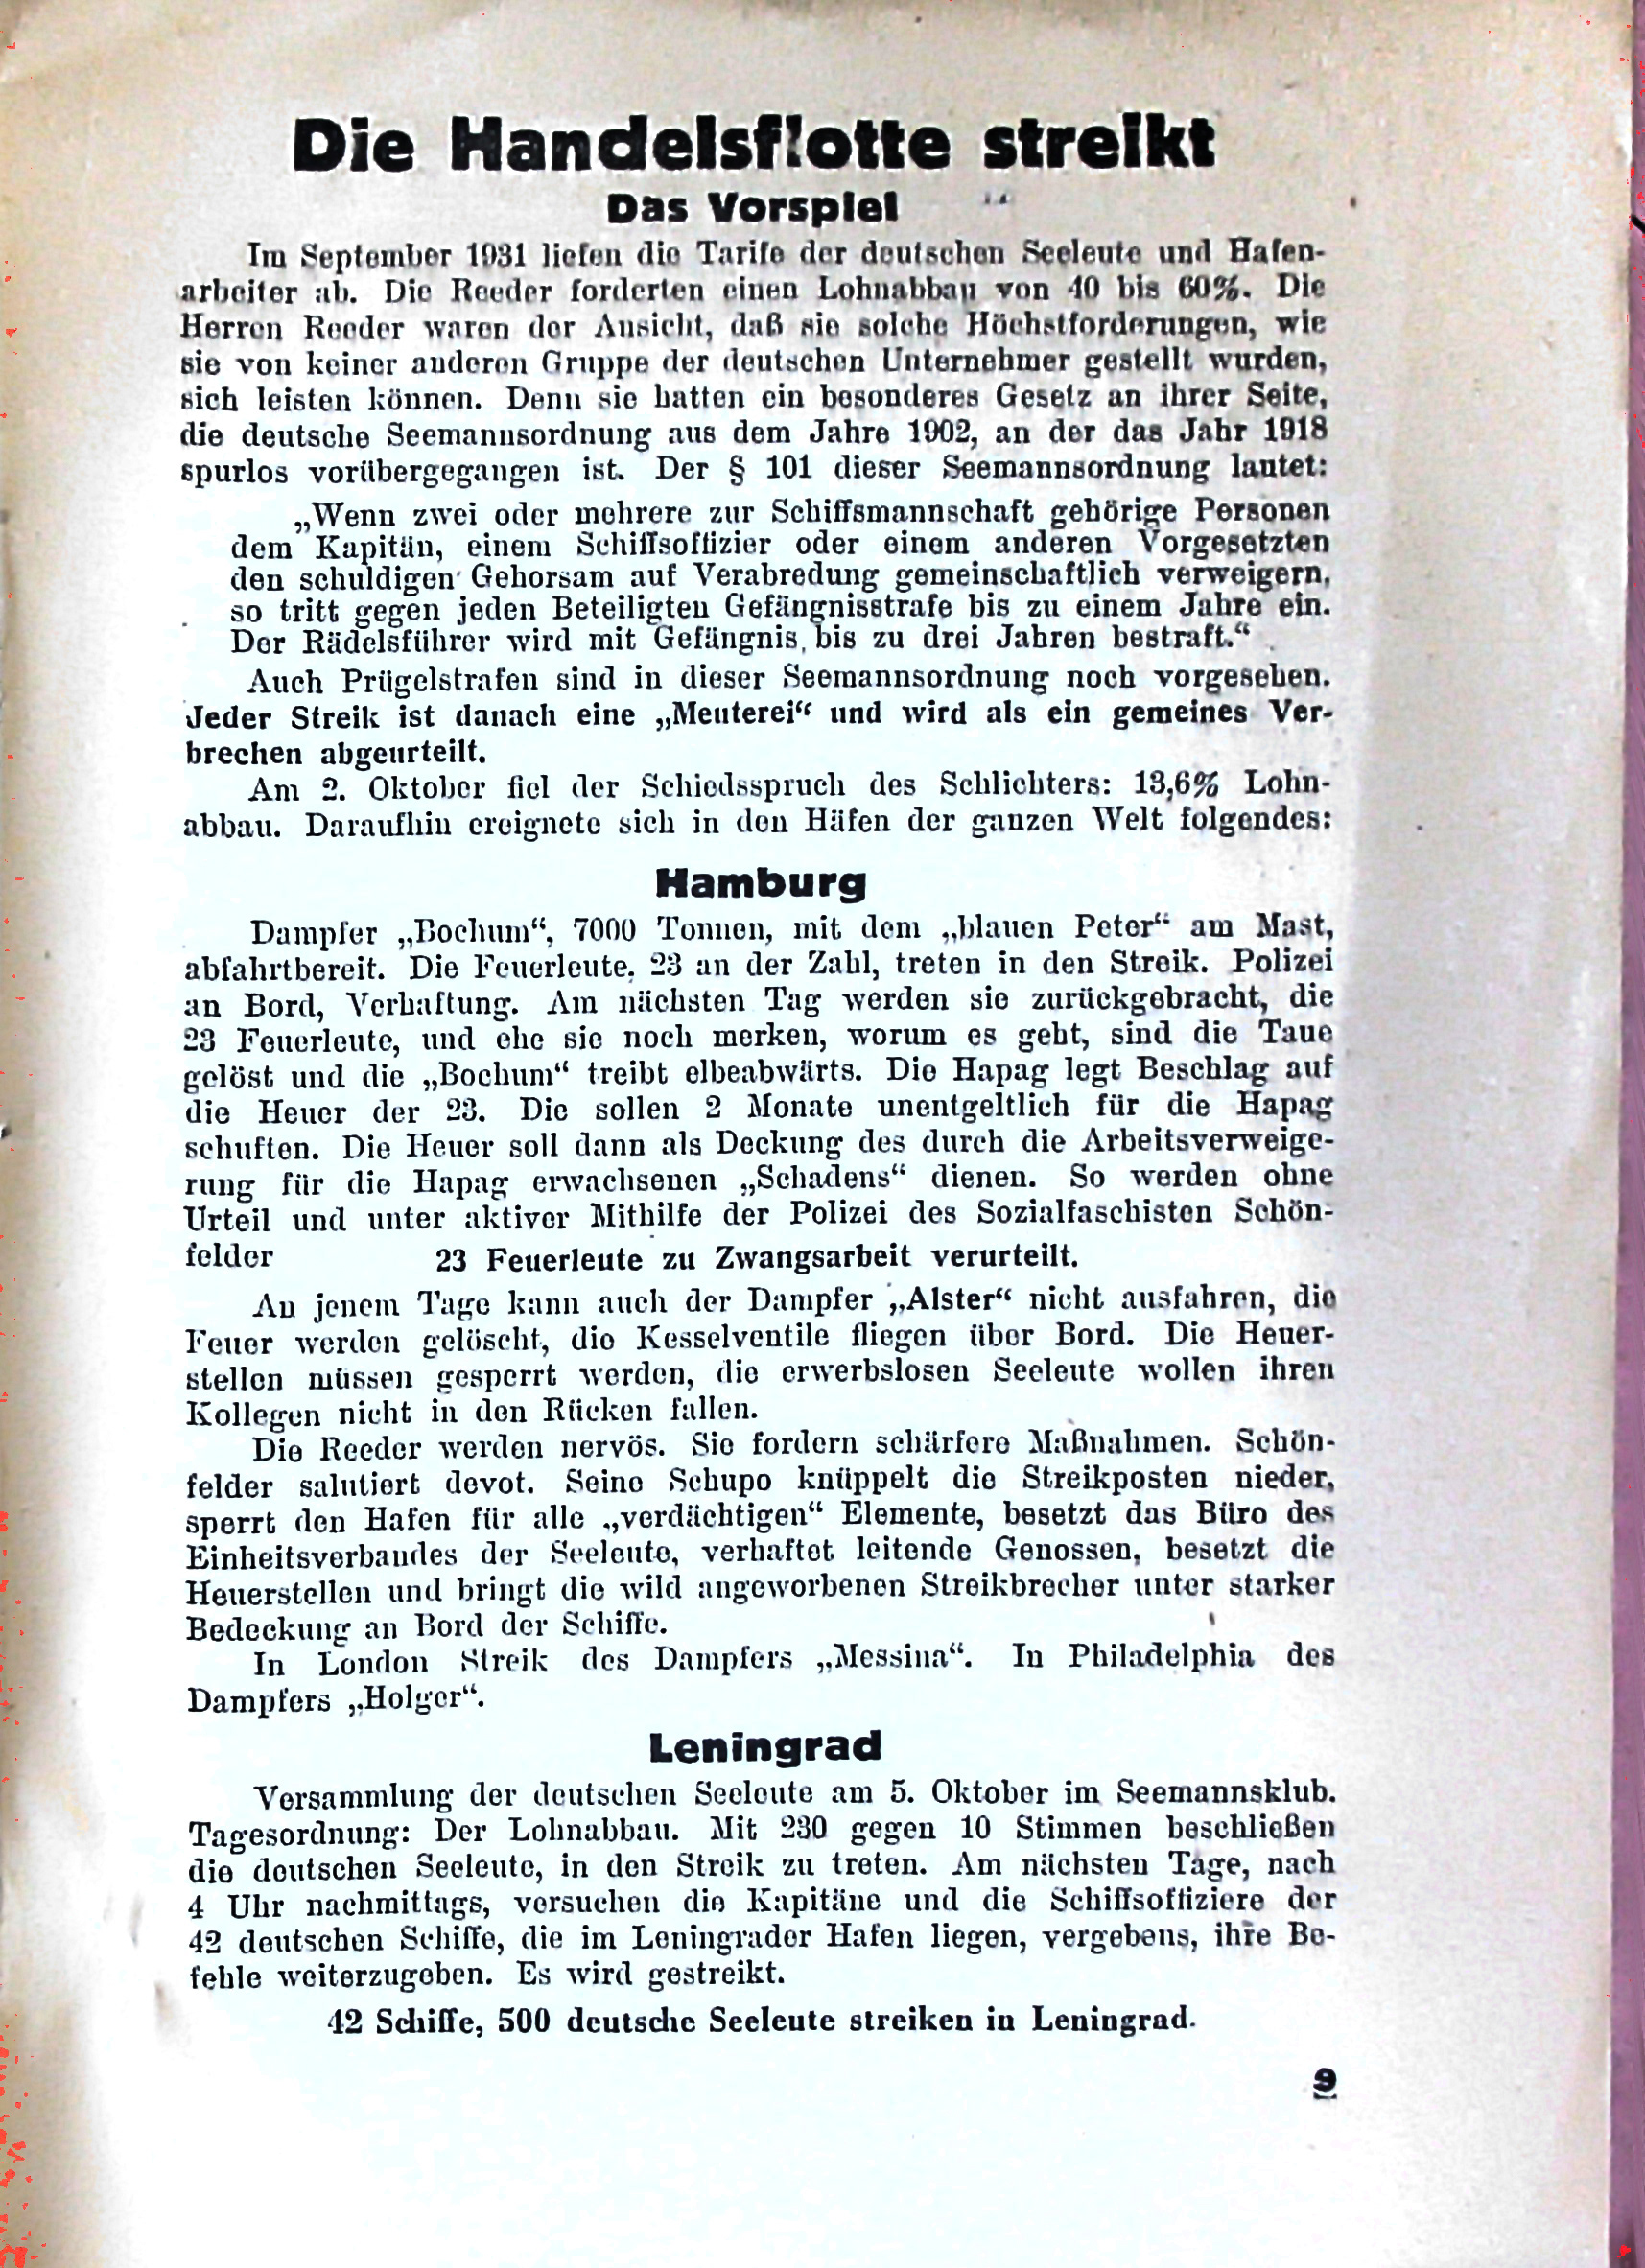 Die Handelsflotte streikt
Das Vorspiel
Im September 1931 liefen die Tarife der deutschen Seeleute und Hafen-
arbeiter ab. Die Reeder forderten einen Lohnabbau von 40 bis 60%. Die
Herren Reeder waren der Ansicht, daß sie solche Höchstforderungen, wie
sie von keiner anderen Gruppe der deutschen Unternehmer gestellt wurden,
sich leisten können. Denn sie hatten ein besonderes Gesetz an ihrer Seite,
die deutsche Seemannsordnung aus dem Jahre 1902, an der das Jahr 1918
spurlos vorübergegangen ist. Der § 101 dieser Seemannsordnung lautet:
„Wenn zwei oder mehrere zur Schiffsmannschaft gehörige Personen
dem Kapitän, einem Schiffsoffizier oder einem anderen Vorgesetzten
den schuldigen Gehorsam auf Verabredung gemeinschaftlich verweigern,
so tritt gegen jeden Beteiligten Gefängnisstrafe bis zu einem Jahre ein.
Der Rädelsführer wird mit Gefängnis bis zu drei Jahren bestraft.“
Auch Prügelstrafen sind in dieser Seemannsordnung noch vorgesehen.
Jeder Streik ist danach eine „Meuterei“ und wird als ein gemeines Ver-
brechen abgeurteilt.
Am 2. Oktober fiel der Schiedsspruch des Schlichters: 13,6% Lohn-
abbau. Daraufhin ereignete sich in den Häfen der ganzen Welt folgendes:
Hamburg
Dampfer „Bochum“, 7000 Tonnen, mit dem „blauen Peter“ am Mast,
abfahrtbereit. Die Feuerleute, 23 an der Zahl, treten in den Streik. Polizei
an Bord, Verhaftung. Am nächsten Tag werden sie zurückgebracht, die
23 Feuerleute, und ehe sie noch merken, worum es geht, sind die Taue
gelöst und die „Bochum“ treibt elbeabwärts. Die Hapag legt Beschlag auf
die Heuer der 23. Die sollen 2 Monate unentgeltlich für die Hapag
schuften. Die Heuer soll dann als Deckung des durch die Arbeitsverweige-
rung für die Hapag erwachsenen „Schadens“ dienen. So werden ohne
Urteil und unter aktiver Mithilfe der Polizei des Sozialfaschisten Schön-
felder 23 Feuerleute zu Zwangsarbeit verurteilt.
An jenem Tage kann auch der Dampfer „Alster“ nicht ausfahren, die
Feuer werden gelöscht, die Kesselventile fliegen über Bord. Die Heuer-
stellen müssen gesperrt werden, die erwerbslosen Seeleute wollen ihren
Kollegen nicht in den Rücken fallen.
Die Reeder werden nervös. Sie fordern schärfere Maßnahmen. Schön-
felder salutiert devot. Seine Schupo knüppelt die Streikposten nieder,
sperrt den Hafen für alle „verdächtigen“ Elemente, besetzt das Büro des
Einheitsverbandes der Seeleute, verhaftet leitende Genossen, besetzt die
Heuerstellen und bringt die wild angeworbenen Streikbrecher unter starker
Bedeckung an Bord der Schiffe.
In London Streik des Dampfers „Messina“. In Philadelphia des
Dampfers „Holger“.
Leningrad
Versammlung der deutschen Seeleute am 5. Oktober im Seemannsklub.
Tagesordnung: Der Lohnabbau. Mit 230 gegen 10 Stimmen beschließen
die deutschen Seeleute, in den Streik zu treten. Am nächsten Tage, nach
4 Uhr nachmittags, versuchen die Kapitäne und die Schiffsoffiziere der
42 deutschen Schiffe, die im Leningrader Hafen liegen, vergebens, ihre Be-
fehle weiterzugeben. Es wird gestreikt.
42 Schiffe, 500 deutsche Seeleute streiken in Leningrad.
9